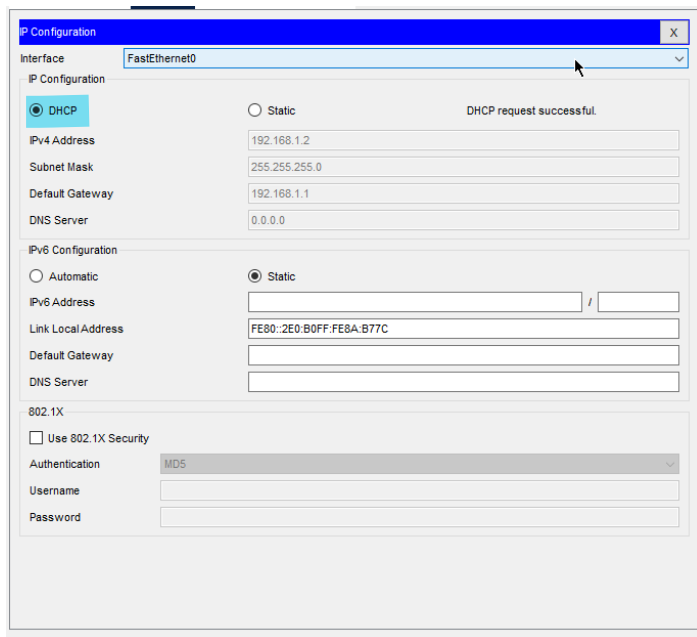 IP Configuration X
Interface FastEthernet0
IP Configuration
DHCP Static DHCP request successful.
IPv4 Address 192.168.1.2
Subnet Mask 255.255.255.0
Default Gateway 192.168.1.1
DNS Server 0.0.0.0
IPv6 Configuration
Automatic Static
IPv6 Address /
Link Local Address FE80::2E0:B0FF:FE8A:B77C
Default Gateway
DNS Server
802.1X
Use 802.1X Security
Authentication MD5
Username
Password